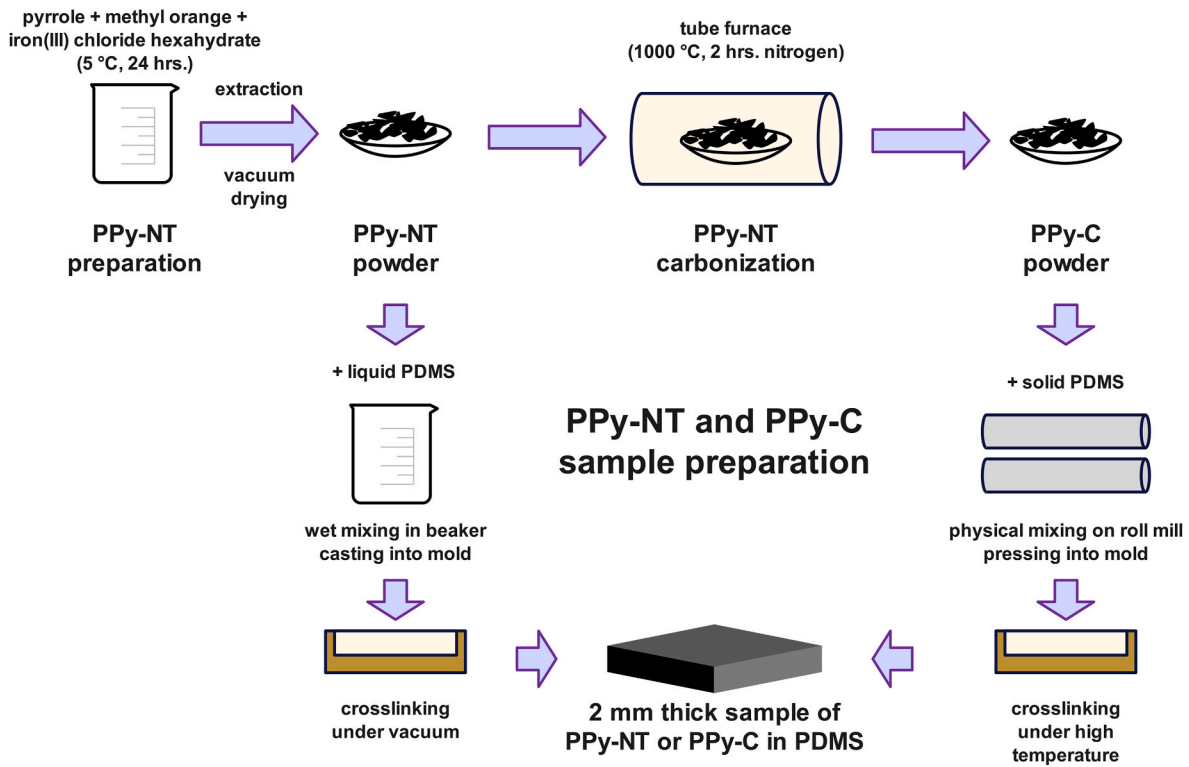 pyrrole + methyl orange +
iron(III) chloride hexahydrate
(5 °C, 24 hrs.)
extraction
vacuum
drying
tube furnace
(1000 °C, 2 hrs. nitrogen)
PPy-NT
preparation
PPy-NT
powder
PPy-NT
carbonization
PPy-C
powder
+ liquid PDMS
+ solid PDMS
PPy-NT and PPy-C
sample preparation
wet mixing in beaker
casting into mold
physical mixing on roll mill
pressing into mold
crosslinking
under vacuum
2 mm thick sample of
PPy-NT or PPy-C in PDMS
crosslinking
under high
temperature